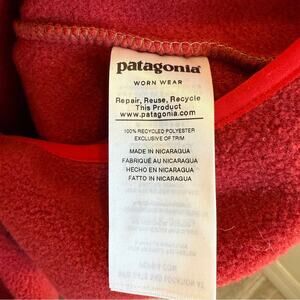 patagonia
WORN WEAR
Repair, Reuse, Recycle
This Product
www.patagonia.com
100% RECYCLED POLYESTER
EXCLUSIVE OF TRIM
MADE IN NICARAGUA
FABRIQUÉ AU NICARAGUA
HECHO EN NICARAGUA
FATTO IN NICARAGUA